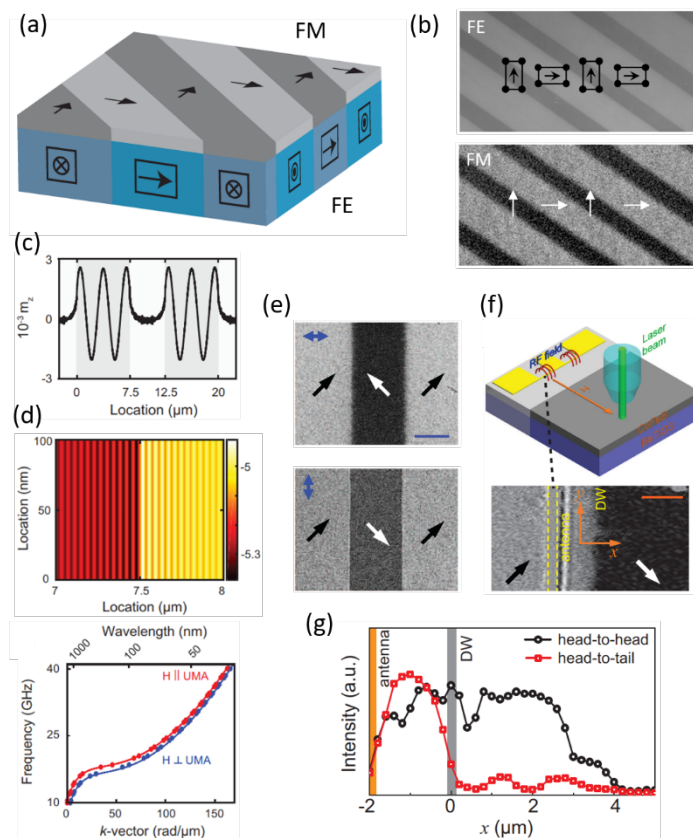 (a)
FM
FE
(b)
FE
FM
(c)
10⁻³ m_z
3
0
-3
0
7.5
12.5
20
Location (μm)
(d)
Location (nm)
100
50
0
-5
-5.3
7
7.5
8
Location (μm)
Wavelength (nm)
1000
100
50
Frequency (GHz)
40
25
10
H || UMA
H ⊥ UMA
0
50
100
150
k-vector (rad/μm)
(e)
(f)
RF field
Laser
beam
x
antenna
y
DW
x
(g)
Intensity (a.u.)
antenna
DW
head-to-head
head-to-tail
-2
0
2
4
x (μm)